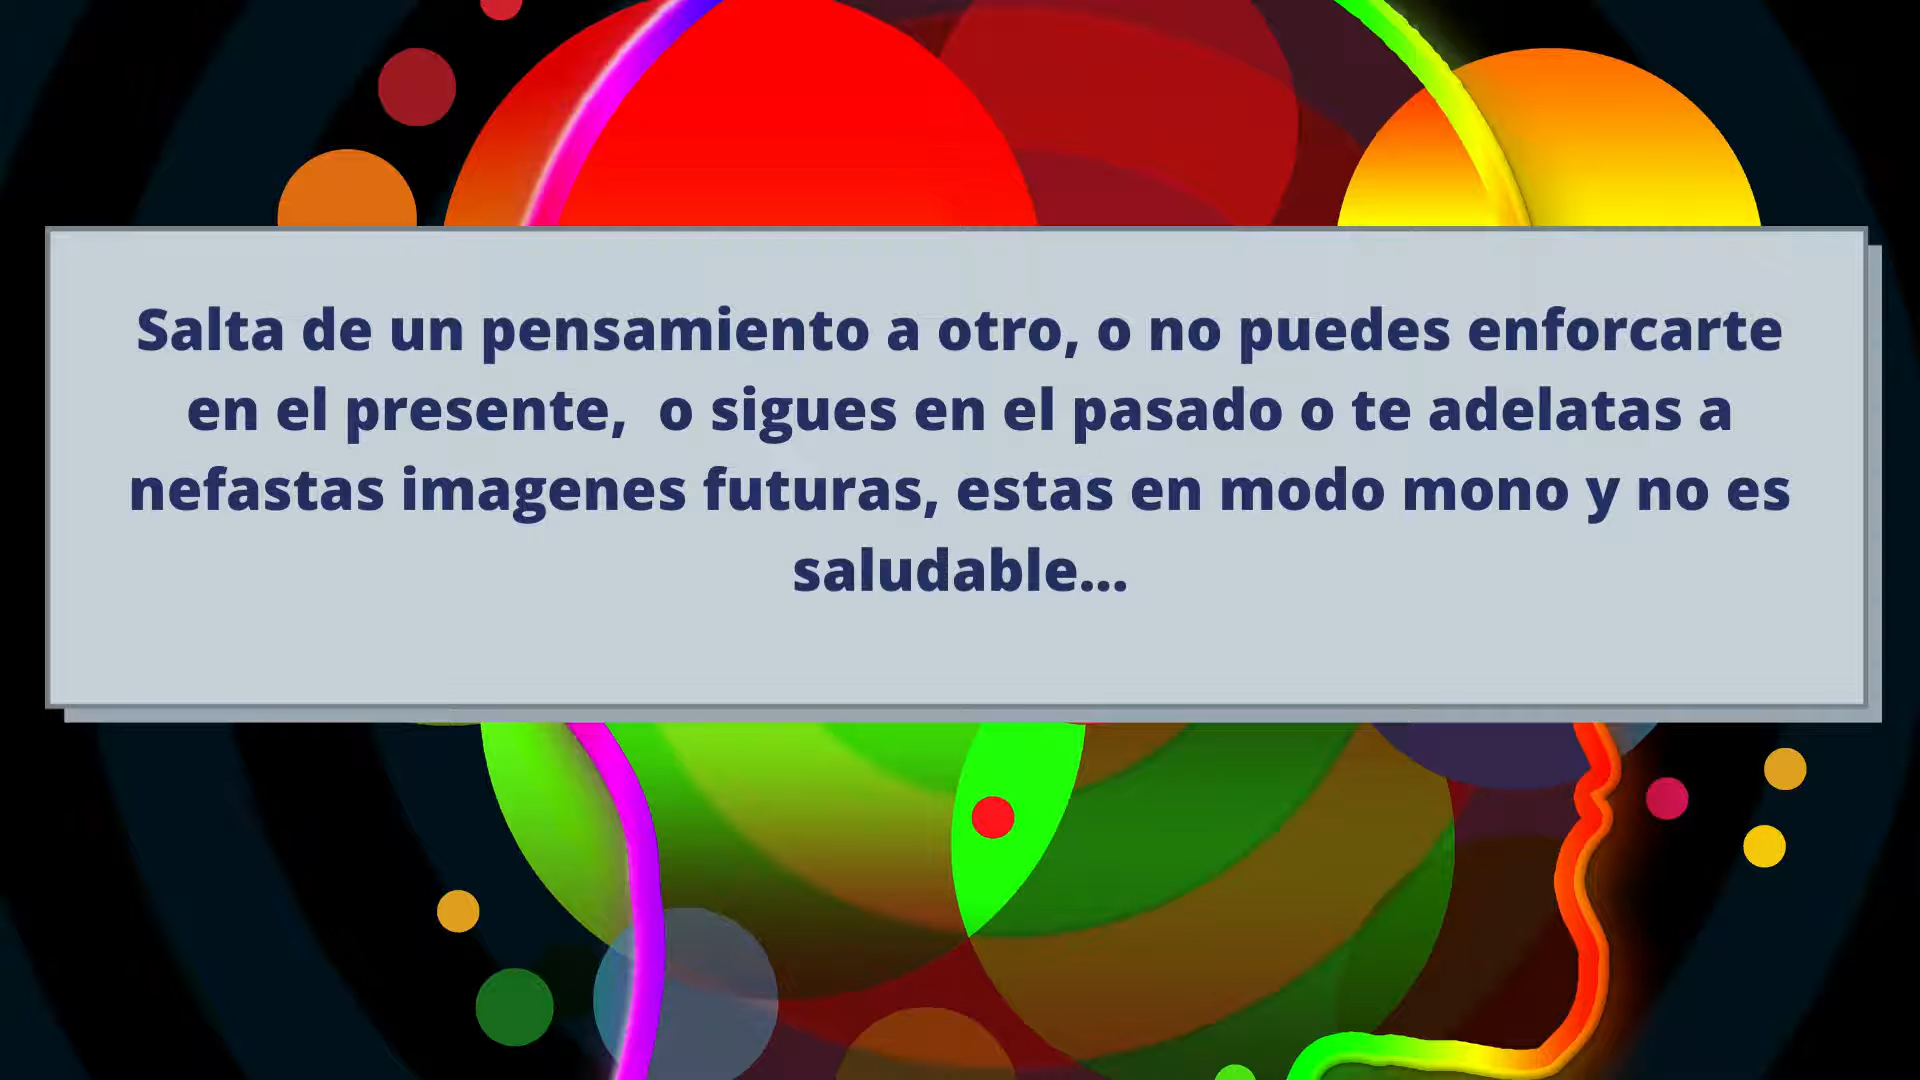 Salta de un pensamiento a otro, o no puedes enforcarte
en el presente,  o sigues en el pasado o te adelatas a
nefastas imagenes futuras, estas en modo mono y no es
saludable...